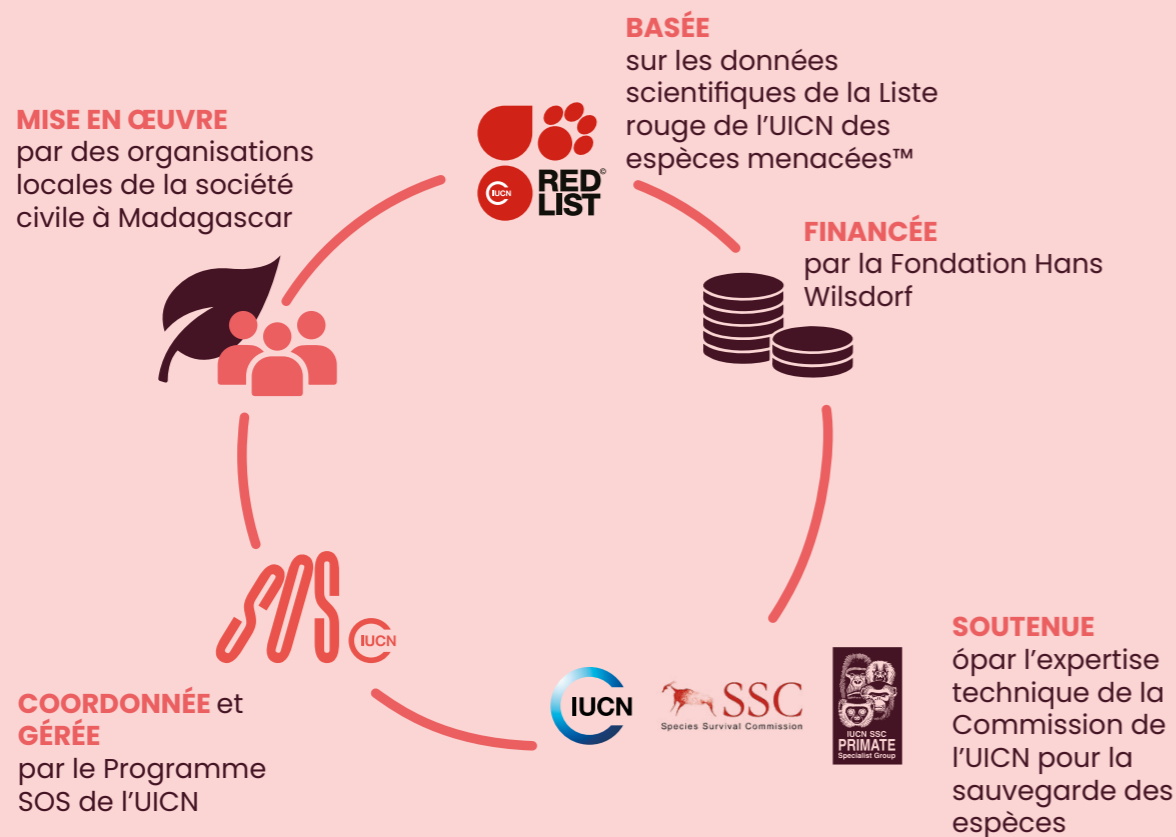 BASÉE
sur les données
scientifiques de la Liste
rouge de l'UICN des
espèces menacées™
MISE EN ŒUVRE
par des organisations
locales de la société
civile à Madagascar
IUCN
RED©
LIST
FINANCÉE
par la Fondation Hans
Wilsdorf
SOS
IUCN
COORDONNÉE et
GÉRÉE
par le Programme
SOS de l'UICN
IUCN
SSC
Species Survival Commission
IUCN SSC
PRIMATE
Specialist Group
SOUTENUE
ópar l'expertise
technique de la
Commission de
l'UICN pour la
sauvegarde des
espèces